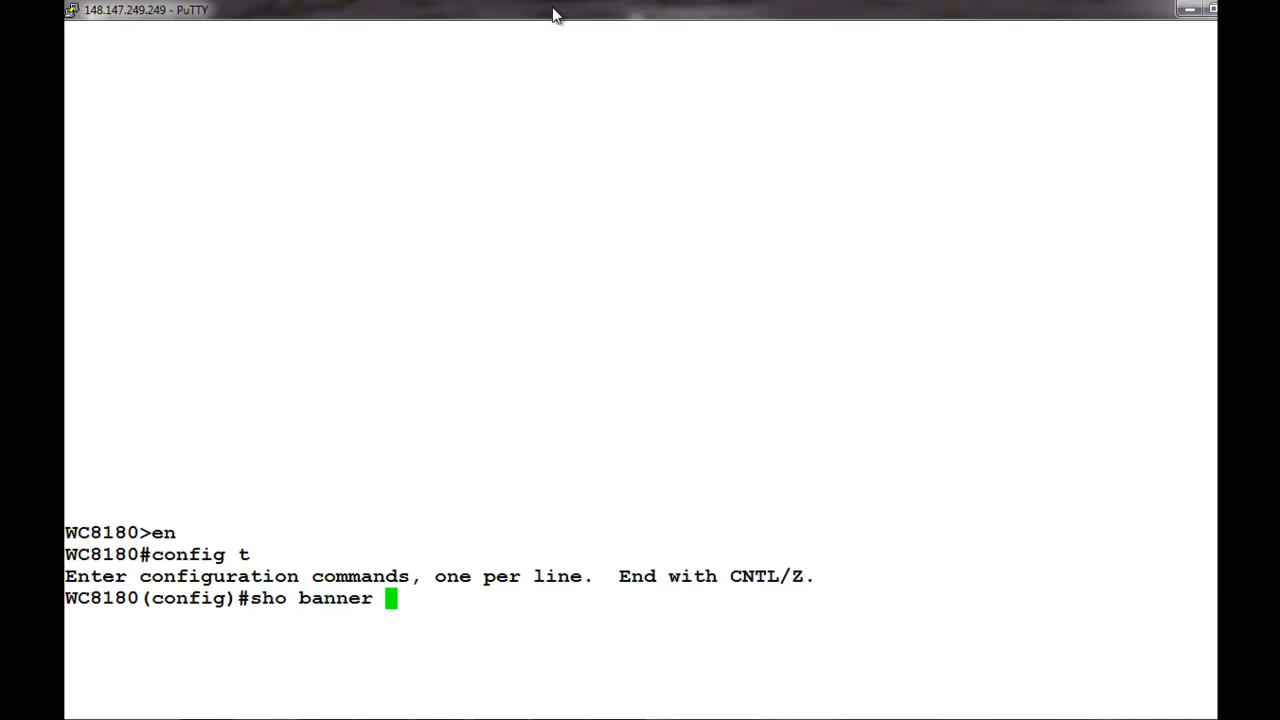 148.147.249.249 - PuTTY
WC8180>en
WC8180#config t
Enter configuration commands, one per line.  End with CNTL/Z.
WC8180(config)#sho banner